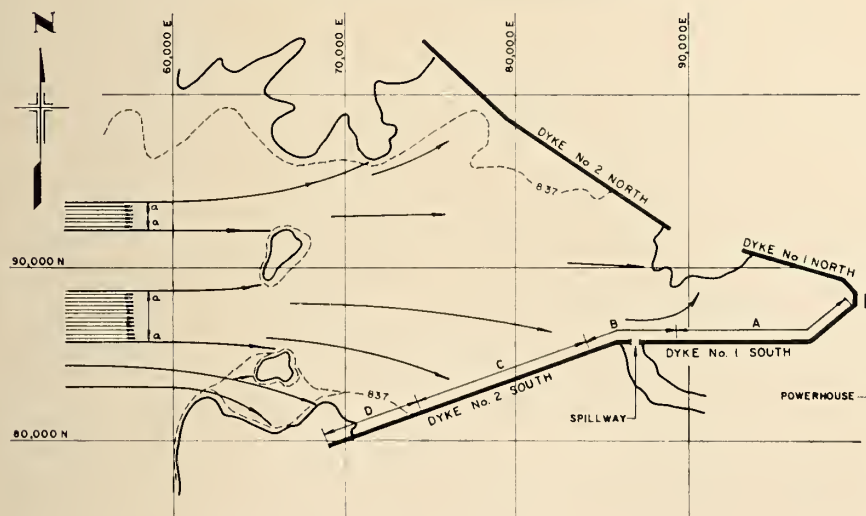 N
60,000 E
70,000 E
80,000 E
90,000 E
DYKE No 2 NORTH
837
a
a
90,000 N
DYKE No 1 NORTH
a
a
B
A
C
DYKE No. 1 SOUTH
837
D
DYKE No. 2 SOUTH
POWERHOUSE
SPILLWAY
80,000 N